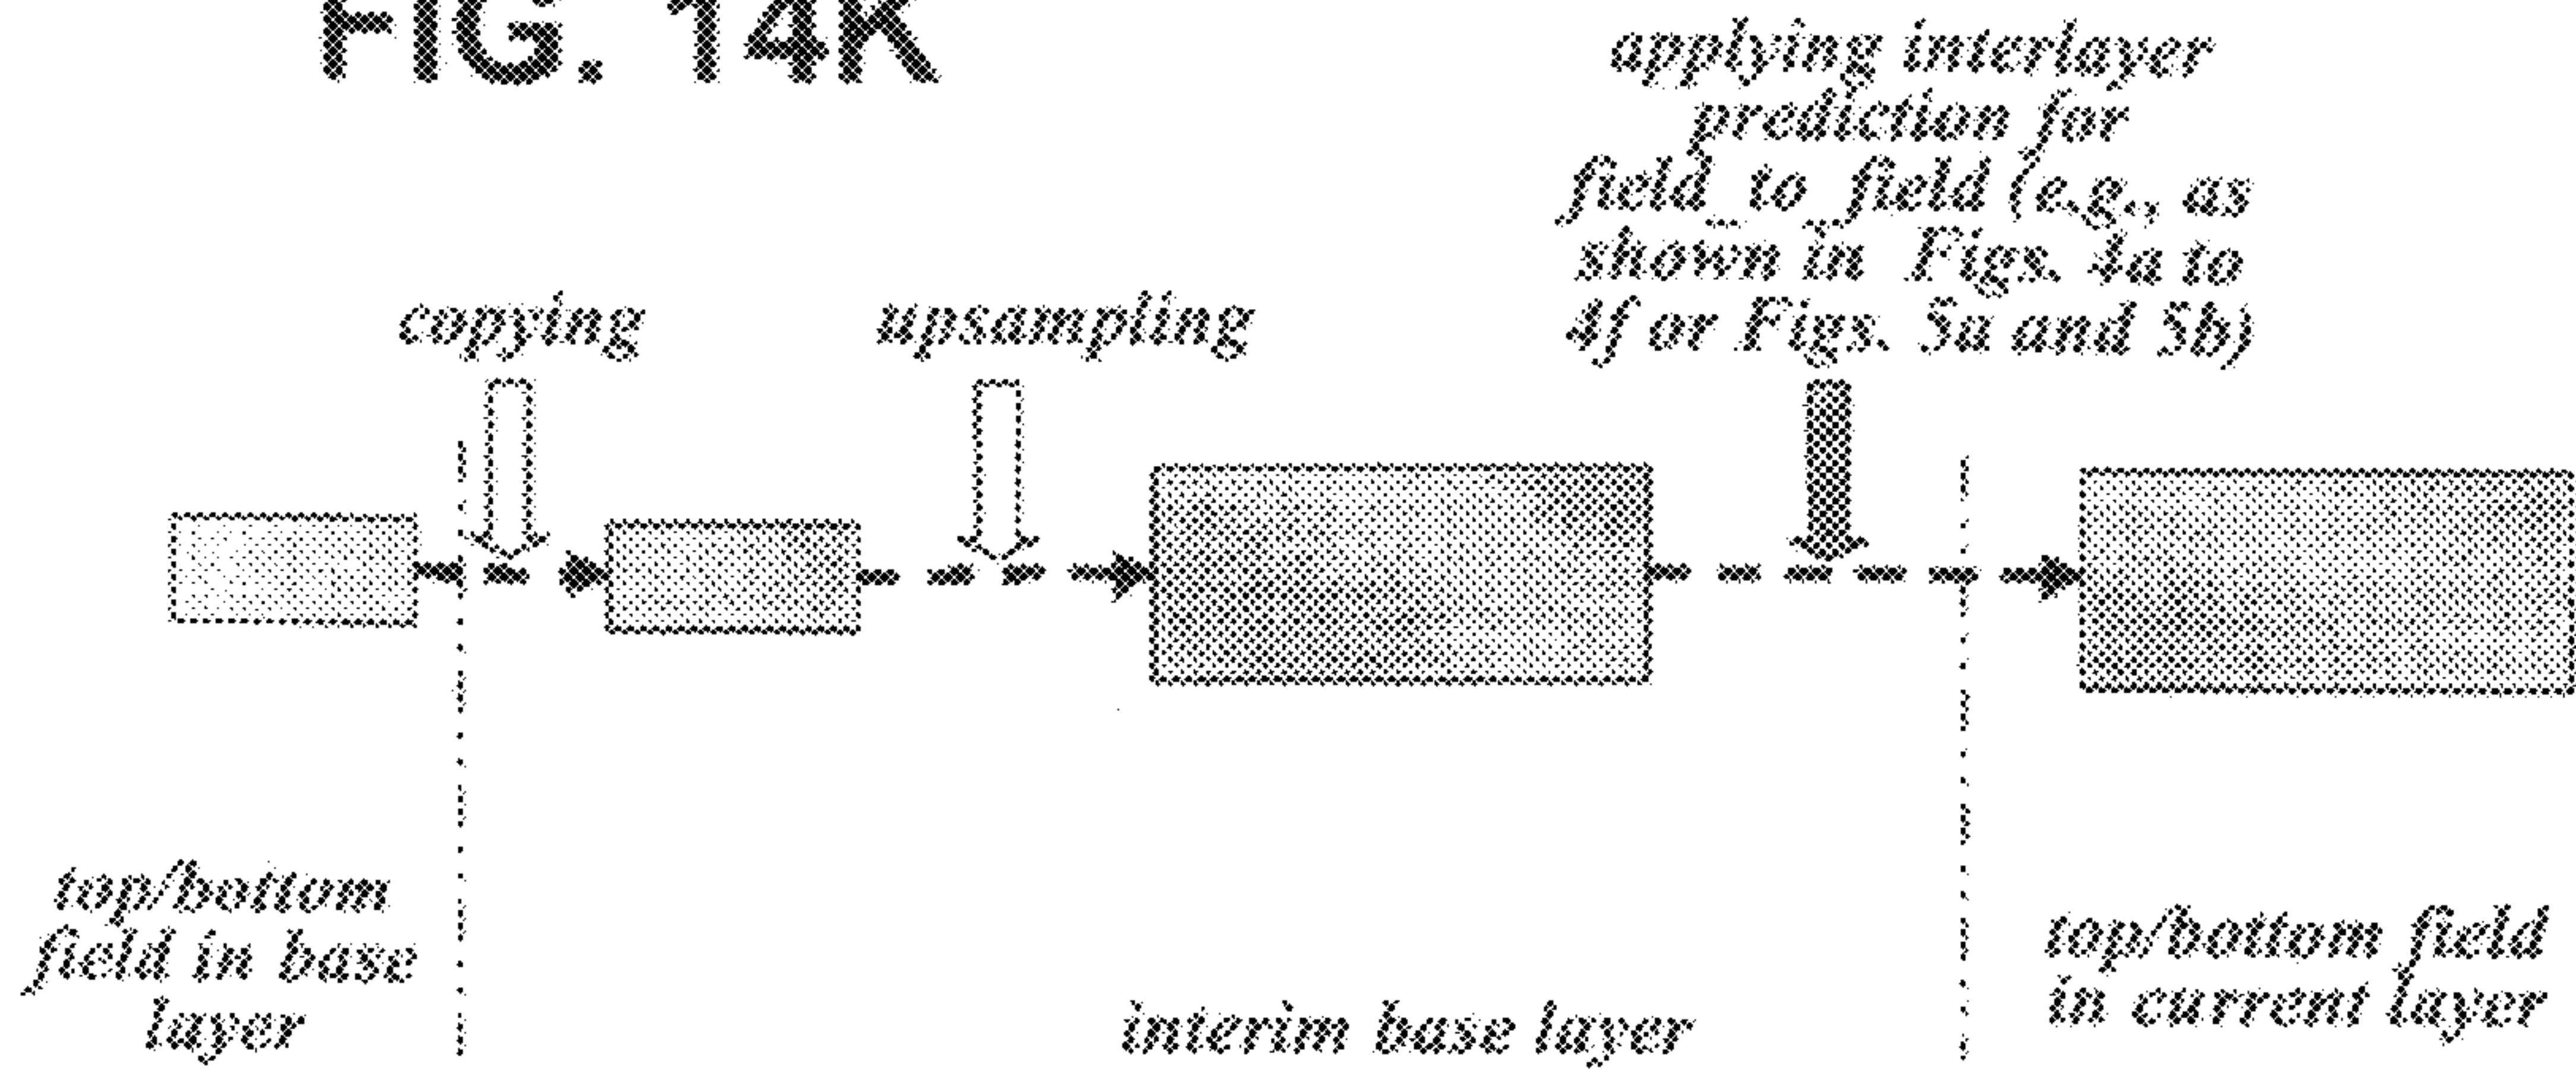 FIG. 14K
applying interlayer
prediction for
field_to_field (e.g., as
shown in Figs. 4a to
4f or Figs. 5a and 5b)
copying
upsampling
top/bottom
field in base
layer
interim base layer
top/bottom field
in current layer